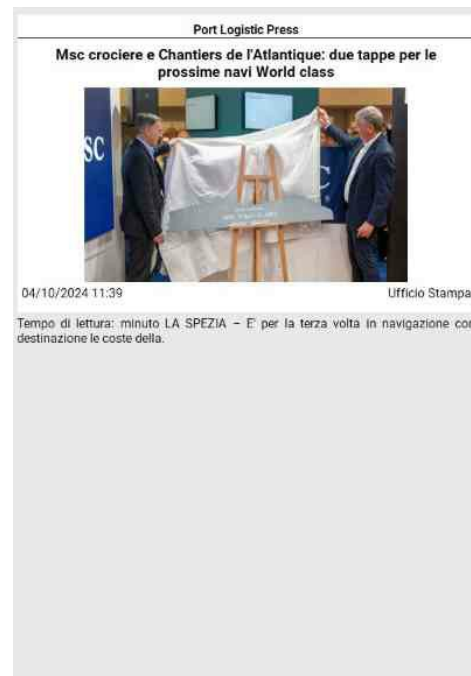 Port Logistic Press
Msc crociere e Chantiers de l'Atlantique: due tappe per le
prossime navi World class
SC
C
04/10/2024 11:39
Ufficio Stampa
Tempo di lettura: minuto LA SPEZIA – E' per la terza volta in navigazione con
destinazione le coste della.